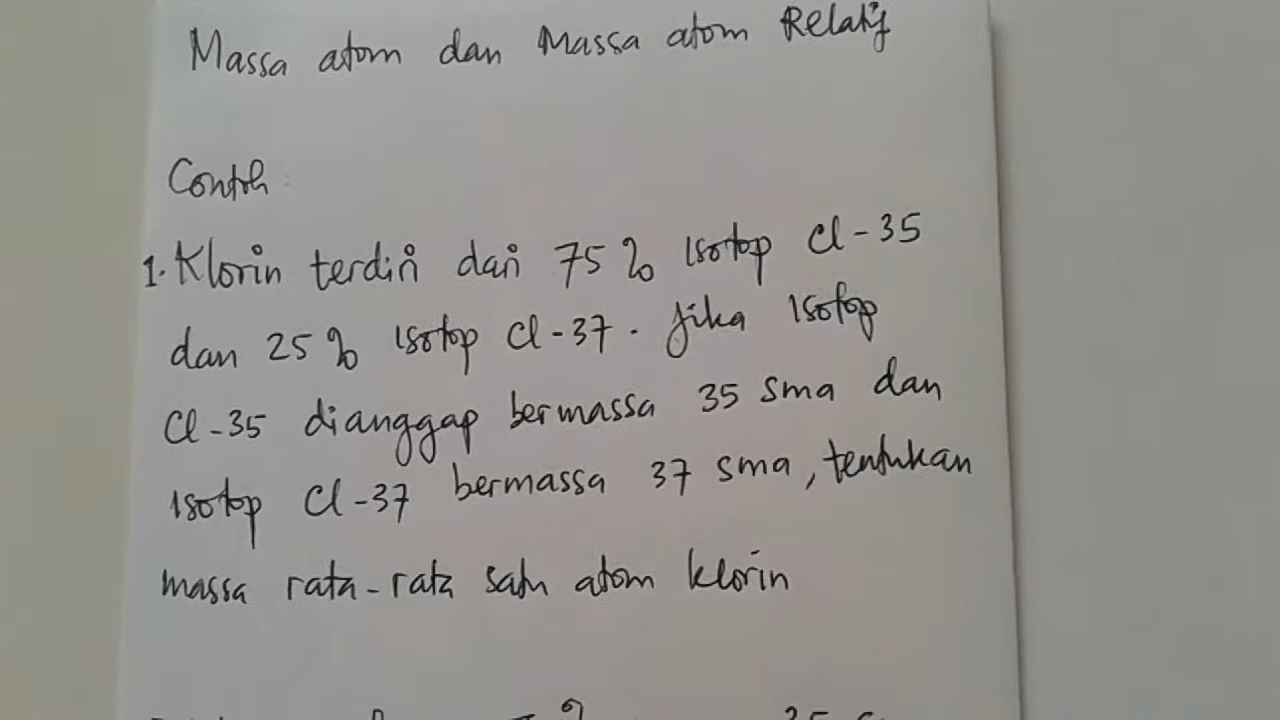 Massa atom dan Massa atom Relatif
Contoh :
1. Klorin terdiri dari 75 % isotop Cl-35
dan 25 % isotop Cl-37. Jika isotop
Cl-35 dianggap bermassa 35 sma dan
isotop Cl-37 bermassa 37 sma, tentukan
massa rata-rata satu atom klorin